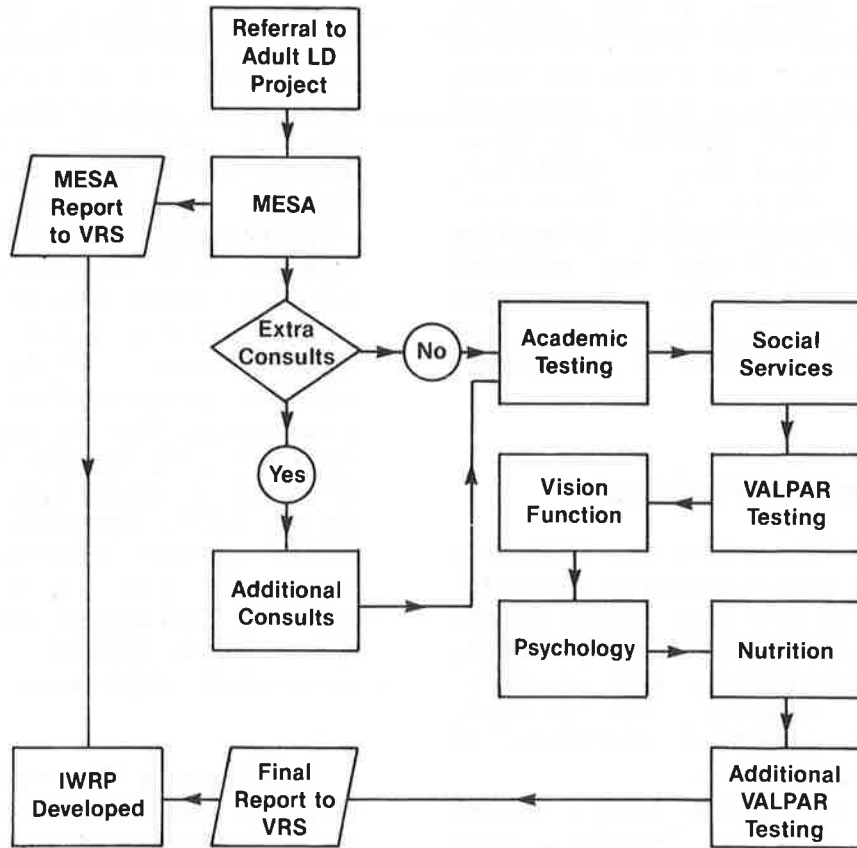 Referral to
Adult LD
Project
MESA
Report
to VRS
MESA
Extra
Consults
No
Academic
Testing
Social
Services
Yes
Vision
Function
VALPAR
Testing
Additional
Consults
Psychology
Nutrition
IWRP
Developed
Final
Report to
VRS
Additional
VALPAR
Testing